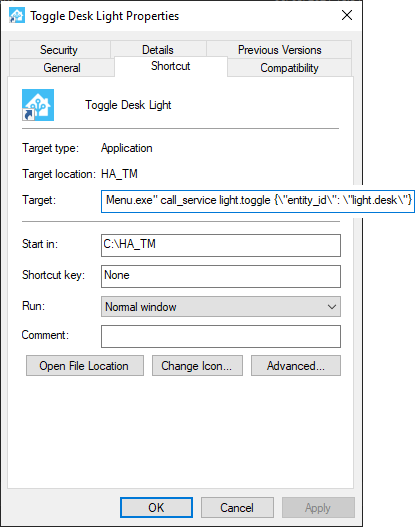 Toggle Desk Light Properties
Security Details Previous Versions
General Shortcut Compatibility
Toggle Desk Light
Target type: Application
Target location: HA_TM
Target: Menu.exe" call_service light.toggle {\"entity_id\": \"light.desk\"}
Start in: C:\HA_TM
Shortcut key: None
Run: Normal window
Comment:
Open File Location Change Icon... Advanced...
OK Cancel Apply